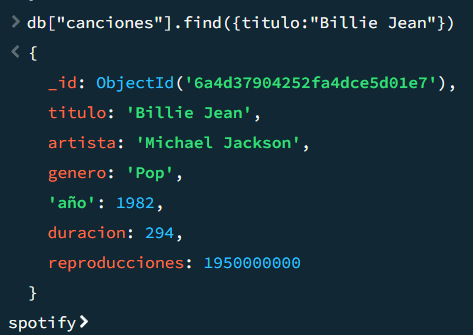 > db["canciones"].find({titulo:"Billie Jean"})
< {
_id: ObjectId('6a4d37904252fa4dce5d01e7'),
titulo: 'Billie Jean',
artista: 'Michael Jackson',
genero: 'Pop',
'año': 1982,
duracion: 294,
reproducciones: 1950000000
}
spotify>